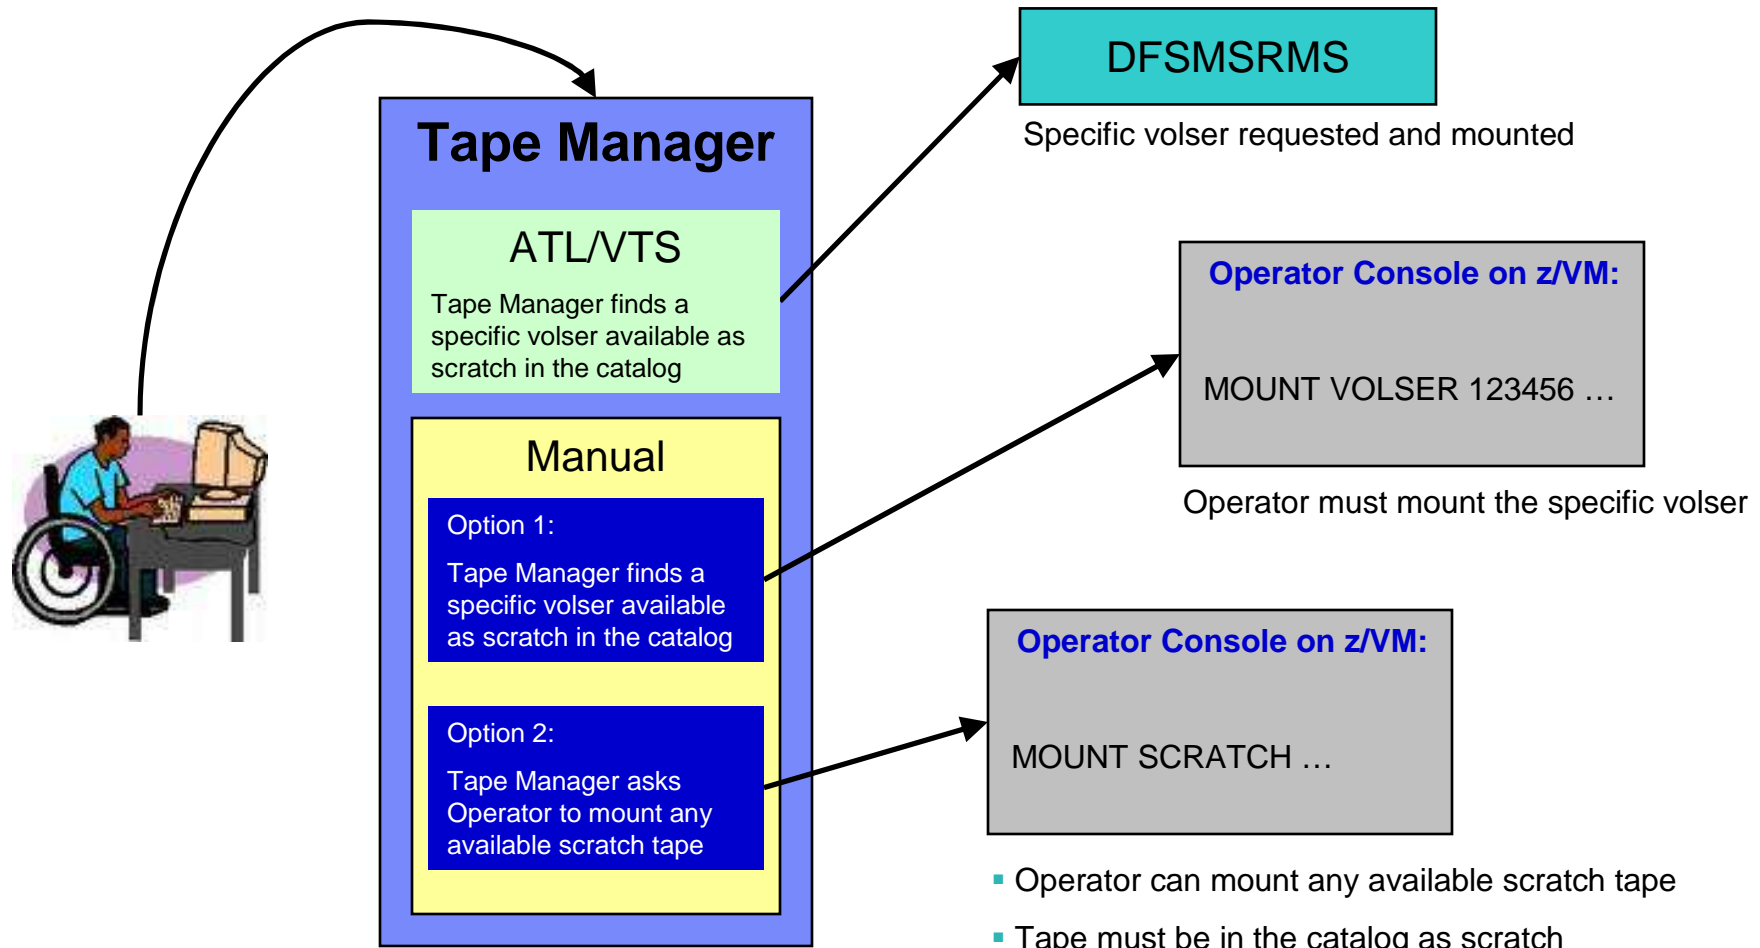 Tape Manager
ATL/VTS
Tape Manager finds a
specific volser available as
scratch in the catalog
Manual
Option 1:
Tape Manager finds a
specific volser available
as scratch in the catalog
Option 2:
Tape Manager asks
Operator to mount any
available scratch tape
DFSMSRMS
Specific volser requested and mounted
Operator Console on z/VM:
MOUNT VOLSER 123456 …
Operator must mount the specific volser
Operator Console on z/VM:
MOUNT SCRATCH …
▪ Operator can mount any available scratch tape
▪ Tape must be in the catalog as scratch